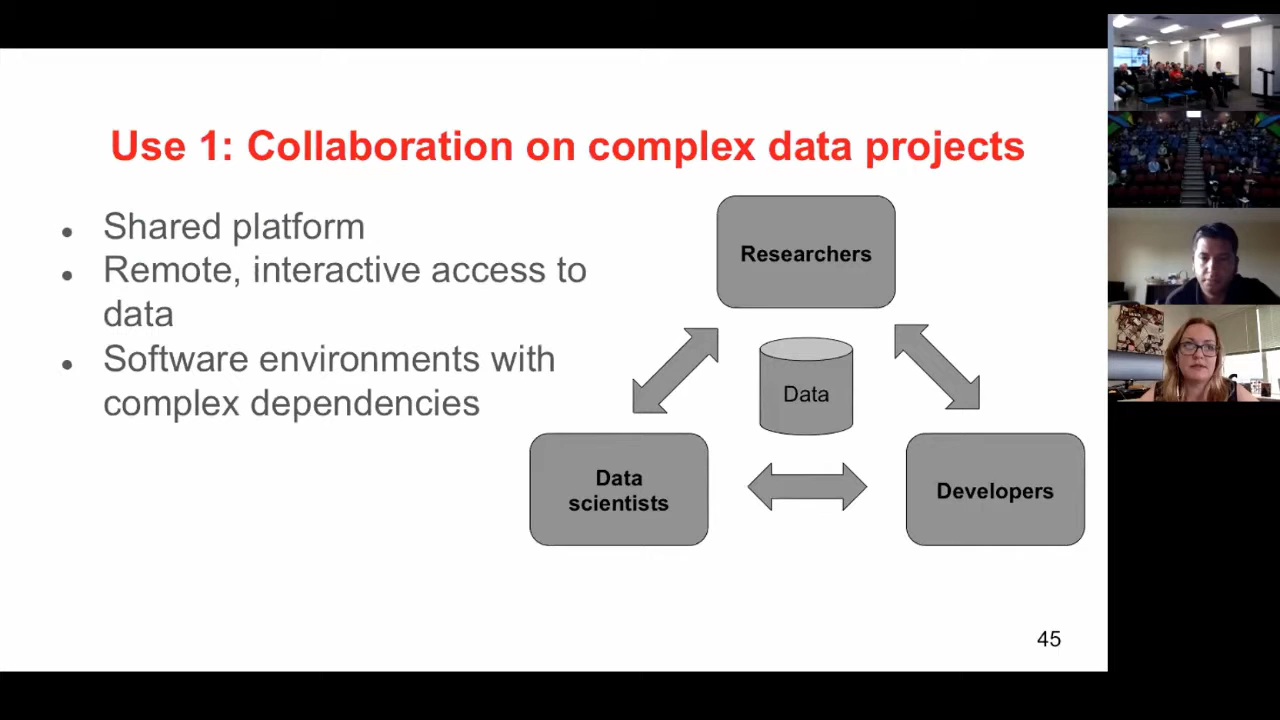 Use 1: Collaboration on complex data projects
Shared platform
Remote, interactive access to
data
Software environments with
complex dependencies
Researchers
Data
Data
scientists
Developers
45